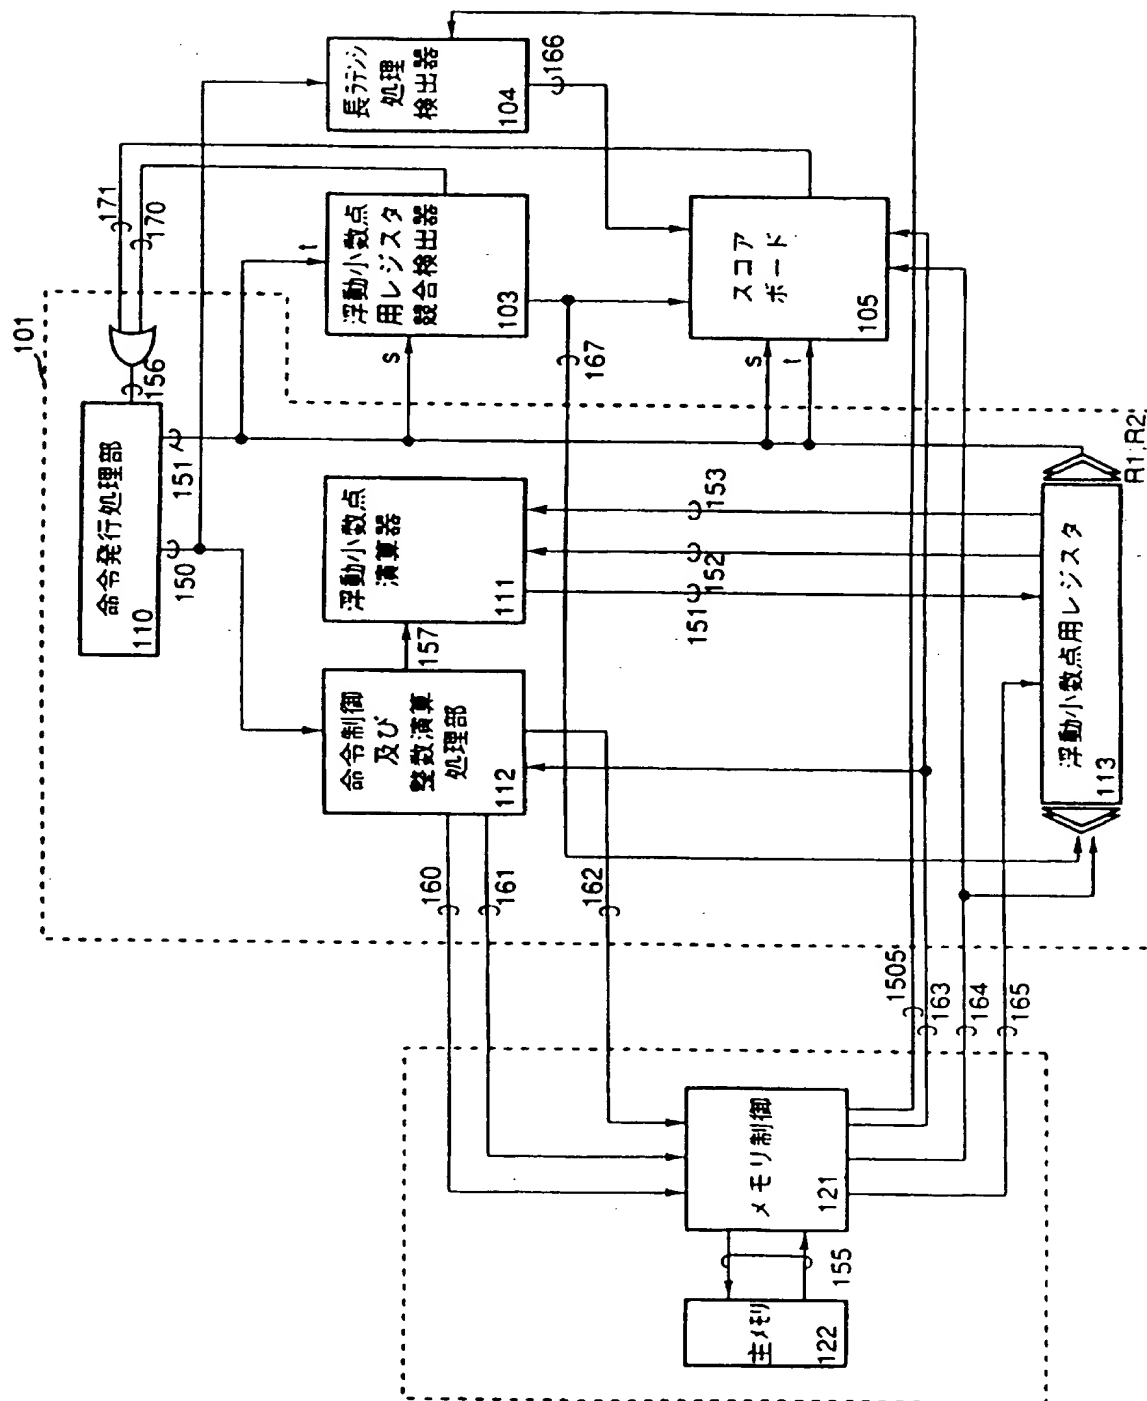 101
命令発行処理部
110
156
171
170
150
151
長ラテンシ
処理
検出器
104
166
浮動小数点
用レジスタ
競合検出器
103
s
t
167
スコア
ボード
105
s
t
命令制御
及び
整数演算
処理部
112
157
浮動小数点
演算器
111
151
152
153
160
161
162
浮動小数点用レジスタ
113
R1,R2
1505
163
164
165
メモリ制御
121
155
主メモリ
122